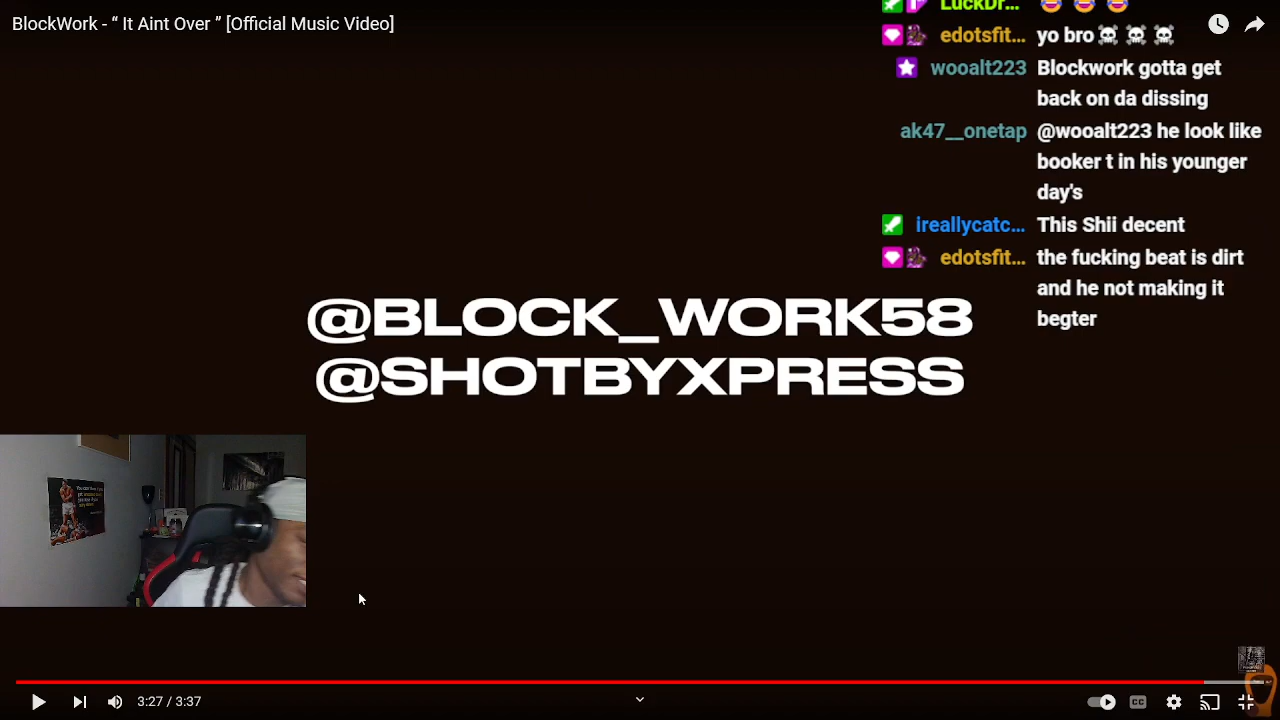 BlockWork - “ It Aint Over ” [Official Music Video]
LuckDr...
edotsfit... yo bro
wooalt223 Blockwork gotta get
back on da dissing
ak47__onetap @wooalt223 he look like
booker t in his younger
day's
ireallycatc... This Shii decent
edotsfit... the fucking beat is dirt
and he not making it
begter
@BLOCK_WORK58
@SHOTBYXPRESS
3:27 / 3:37
CC